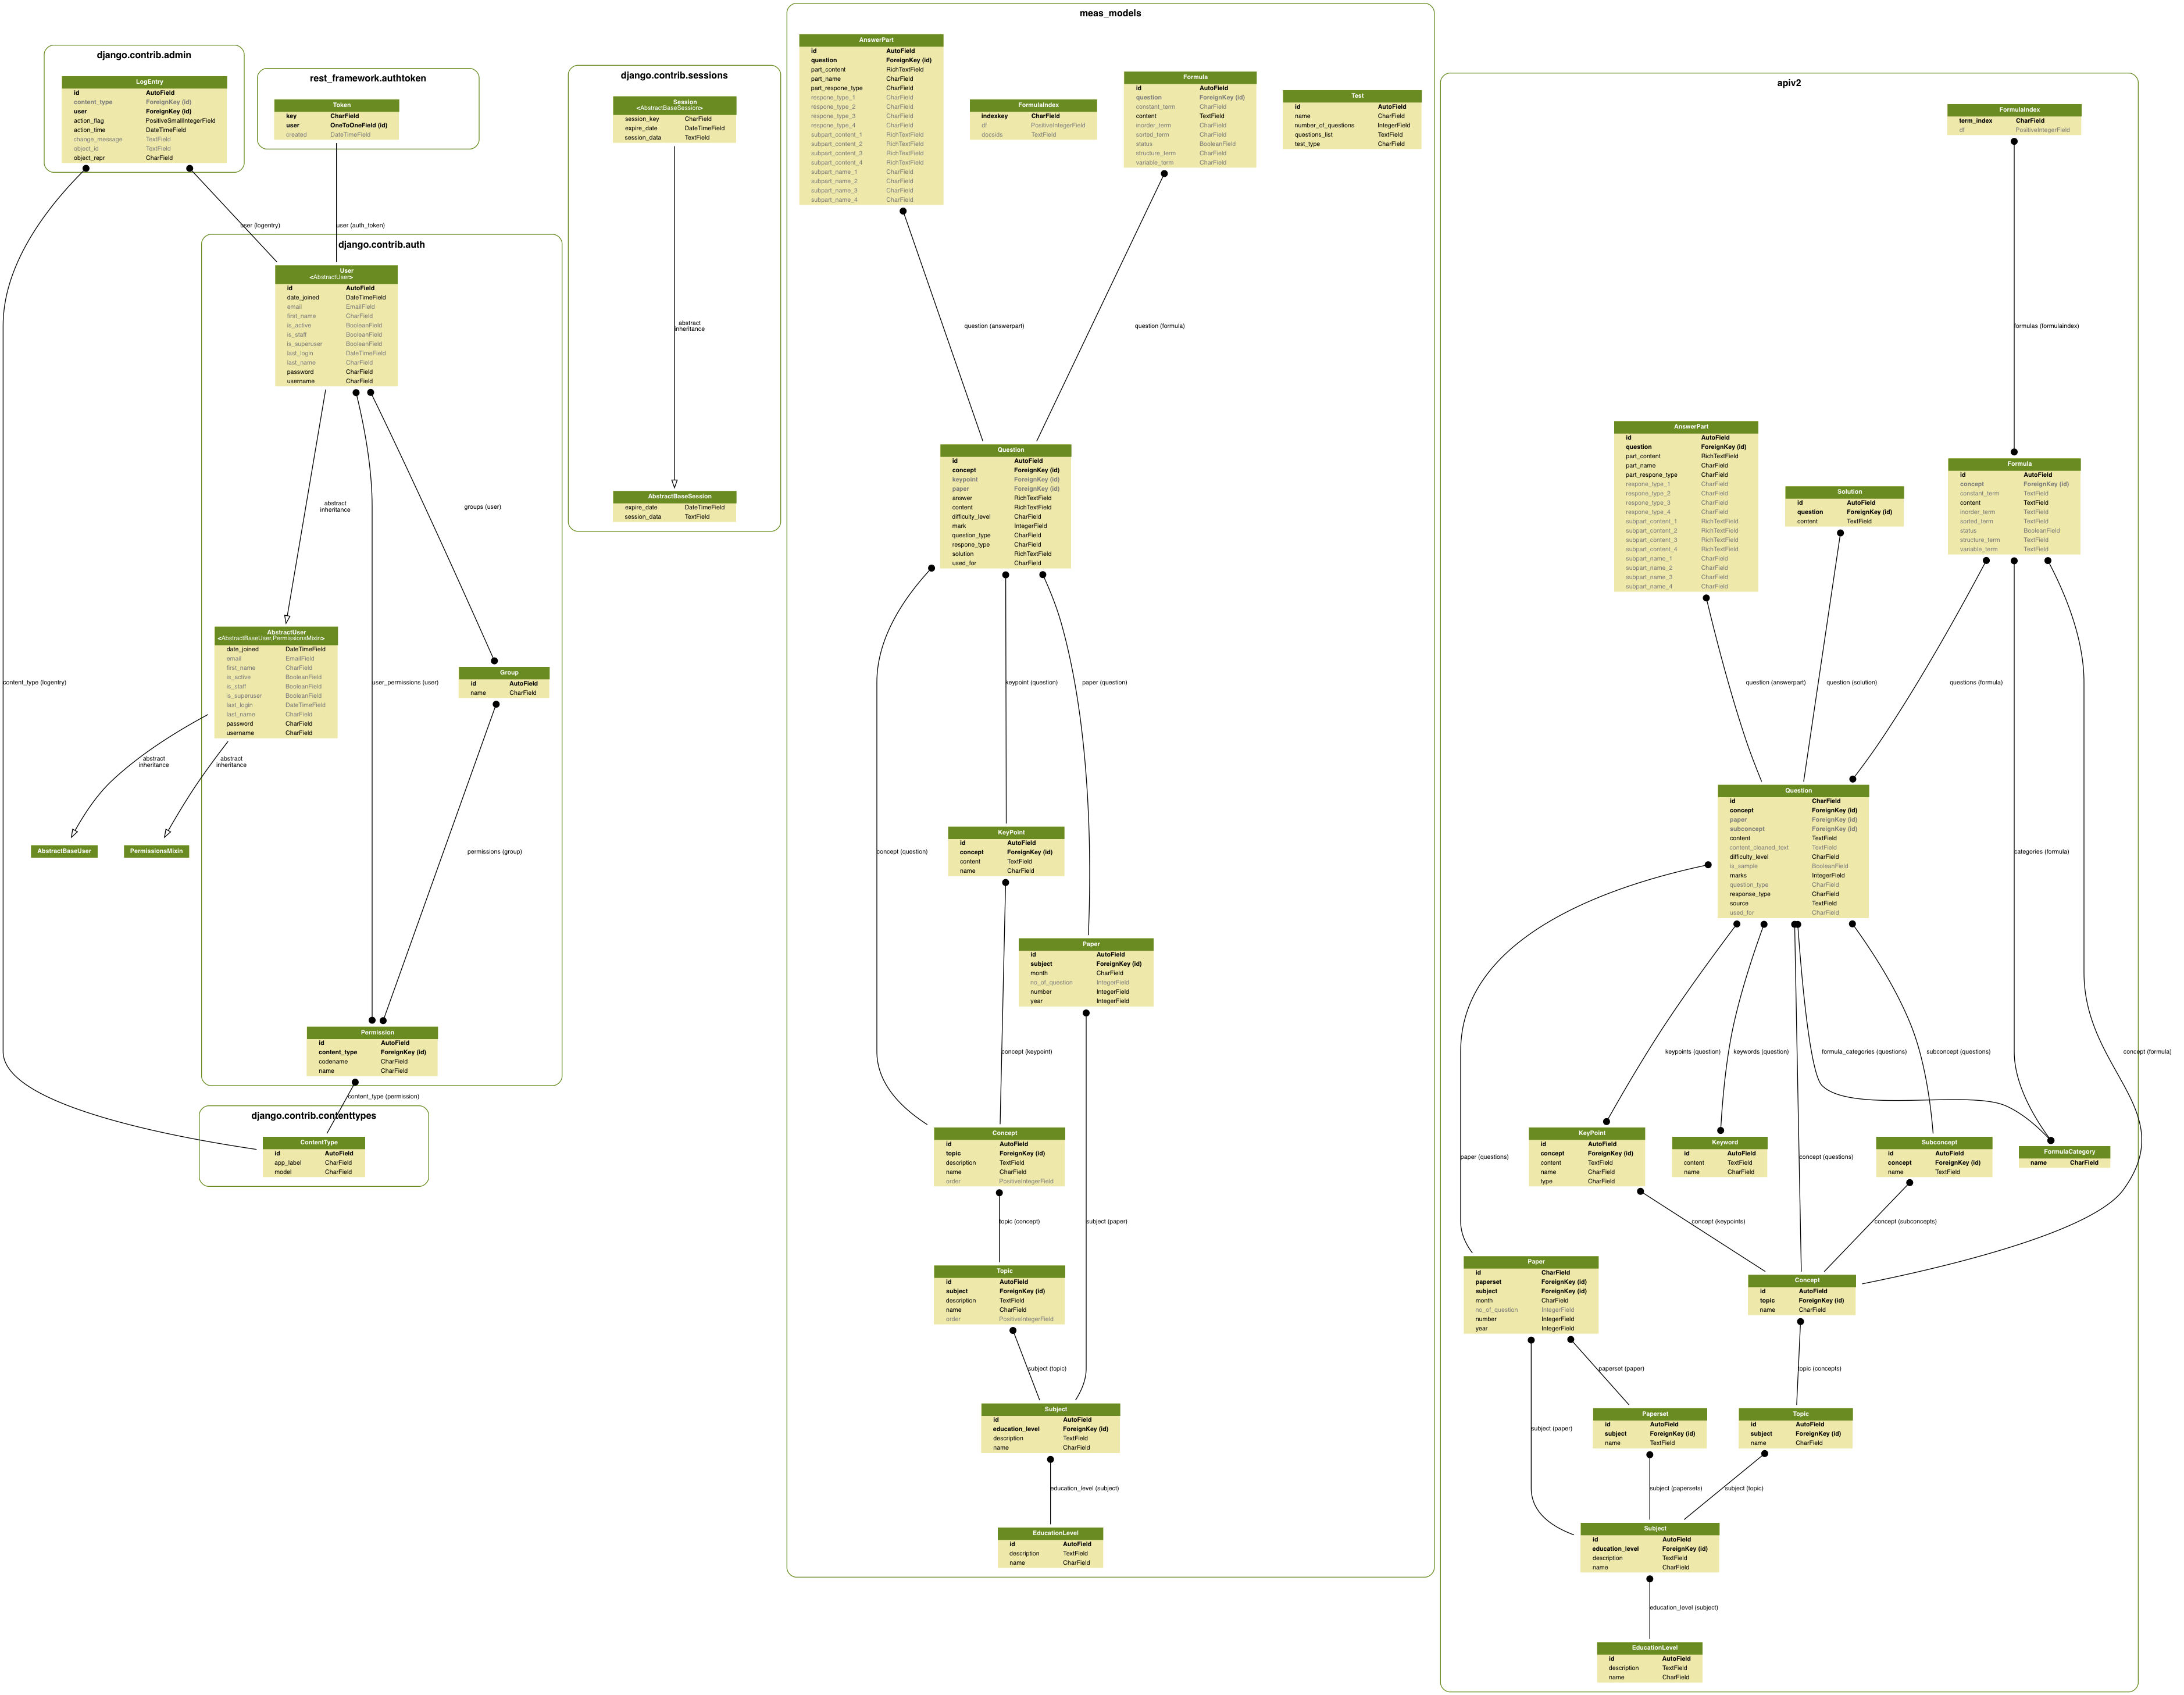 django.contrib.admin
LogEntry
id AutoField
content_type ForeignKey (id)
user ForeignKey (id)
action_flag PositiveSmallIntegerField
action_time DateTimeField
change_message TextField
object_id TextField
object_repr CharField
rest_framework.authtoken
Token
key CharField
user OneToOneField (id)
created DateTimeField
user (logentry)
user (auth_token)
content_type (logentry)
django.contrib.auth
User
<AbstractUser>
id AutoField
date_joined DateTimeField
email EmailField
first_name CharField
is_active BooleanField
is_staff BooleanField
is_superuser BooleanField
last_login DateTimeField
last_name CharField
password CharField
username CharField
abstract
inheritance
groups (user)
user_permissions (user)
AbstractUser
<AbstractBaseUser,PermissionsMixin>
date_joined DateTimeField
email EmailField
first_name CharField
is_active BooleanField
is_staff BooleanField
is_superuser BooleanField
last_login DateTimeField
last_name CharField
password CharField
username CharField
Group
id AutoField
name CharField
abstract
inheritance
abstract
inheritance
AbstractBaseUser
PermissionsMixin
permissions (group)
Permission
id AutoField
content_type ForeignKey (id)
codename CharField
name CharField
content_type (permission)
django.contrib.contenttypes
ContentType
id AutoField
app_label CharField
model CharField
django.contrib.sessions
Session
<AbstractBaseSession>
session_key CharField
expire_date DateTimeField
session_data TextField
abstract
inheritance
AbstractBaseSession
expire_date DateTimeField
session_data TextField
meas_models
AnswerPart
id AutoField
question ForeignKey (id)
part_content RichTextField
part_name CharField
part_respone_type CharField
respone_type_1 CharField
respone_type_2 CharField
respone_type_3 CharField
respone_type_4 CharField
subpart_content_1 RichTextField
subpart_content_2 RichTextField
subpart_content_3 RichTextField
subpart_content_4 RichTextField
subpart_name_1 CharField
subpart_name_2 CharField
subpart_name_3 CharField
subpart_name_4 CharField
FormulaIndex
indexkey CharField
df PositiveIntegerField
docsids TextField
Formula
id AutoField
question ForeignKey (id)
constant_term CharField
content TextField
inorder_term CharField
sorted_term CharField
status BooleanField
structure_term CharField
variable_term CharField
Test
id AutoField
name CharField
number_of_questions IntegerField
questions_list TextField
test_type CharField
question (answerpart)
question (formula)
Question
id AutoField
concept ForeignKey (id)
keypoint ForeignKey (id)
paper ForeignKey (id)
answer RichTextField
content RichTextField
difficulty_level CharField
mark IntegerField
question_type CharField
respone_type CharField
solution RichTextField
used_for CharField
keypoint (question)
paper (question)
concept (question)
KeyPoint
id AutoField
concept ForeignKey (id)
content TextField
name CharField
Paper
id AutoField
subject ForeignKey (id)
month CharField
no_of_question IntegerField
number IntegerField
year IntegerField
concept (keypoint)
Concept
id AutoField
topic ForeignKey (id)
description TextField
name CharField
order PositiveIntegerField
topic (concept)
subject (paper)
Topic
id AutoField
subject ForeignKey (id)
description TextField
name CharField
order PositiveIntegerField
subject (topic)
Subject
id AutoField
education_level ForeignKey (id)
description TextField
name CharField
education_level (subject)
EducationLevel
id AutoField
description TextField
name CharField
apiv2
FormulaIndex
term_index CharField
df PositiveIntegerField
formulas (formulaindex)
AnswerPart
id AutoField
question ForeignKey (id)
part_content RichTextField
part_name CharField
part_respone_type CharField
respone_type_1 CharField
respone_type_2 CharField
respone_type_3 CharField
respone_type_4 CharField
subpart_content_1 RichTextField
subpart_content_2 RichTextField
subpart_content_3 RichTextField
subpart_content_4 RichTextField
subpart_name_1 CharField
subpart_name_2 CharField
subpart_name_3 CharField
subpart_name_4 CharField
Solution
id AutoField
question ForeignKey (id)
content TextField
Formula
id AutoField
concept ForeignKey (id)
constant_term TextField
content TextField
inorder_term TextField
sorted_term TextField
status BooleanField
structure_term TextField
variable_term TextField
question (answerpart)
question (solution)
questions (formula)
Question
id CharField
concept ForeignKey (id)
paper ForeignKey (id)
subconcept ForeignKey (id)
content TextField
content_cleaned_text TextField
difficulty_level CharField
is_sample BooleanField
marks IntegerField
question_type CharField
response_type CharField
source TextField
used_for CharField
categories (formula)
keypoints (question)
keywords (question)
formula_categories (questions)
subconcept (questions)
concept (formula)
KeyPoint
id AutoField
concept ForeignKey (id)
content TextField
name CharField
type CharField
Keyword
id AutoField
content TextField
name CharField
Subconcept
id AutoField
concept ForeignKey (id)
name TextField
FormulaCategory
name CharField
paper (questions)
concept (questions)
concept (keypoints)
concept (subconcepts)
Paper
id CharField
paperset ForeignKey (id)
subject ForeignKey (id)
month CharField
no_of_question IntegerField
number IntegerField
year IntegerField
Concept
id AutoField
topic ForeignKey (id)
name CharField
paperset (paper)
topic (concepts)
subject (paper)
Paperset
id AutoField
subject ForeignKey (id)
name TextField
Topic
id AutoField
subject ForeignKey (id)
name CharField
subject (papersets)
subject (topic)
Subject
id AutoField
education_level ForeignKey (id)
description TextField
name CharField
education_level (subject)
EducationLevel
id AutoField
description TextField
name CharField